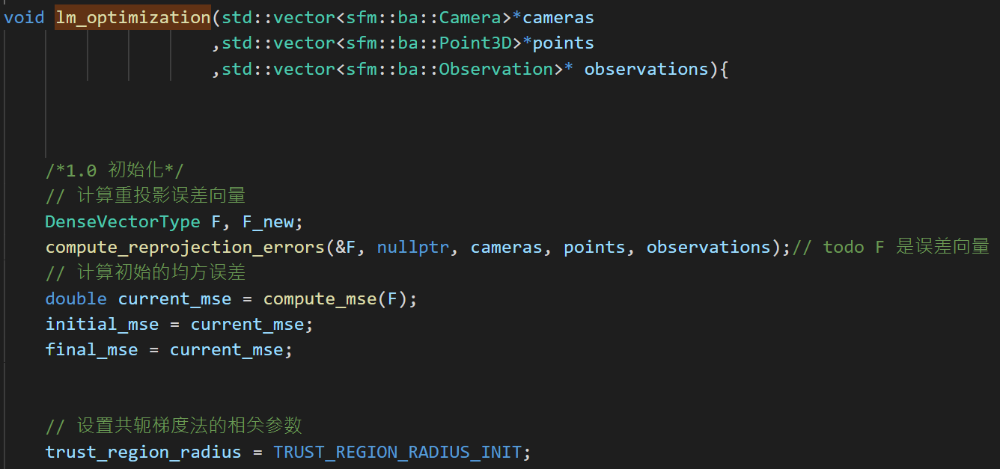 void lm_optimization(std::vector<sfm::ba::Camera>*cameras
,std::vector<sfm::ba::Point3D>*points
,std::vector<sfm::ba::Observation>* observations){
/*1.0 初始化*/
// 计算重投影误差向量
DenseVectorType F, F_new;
compute_reprojection_errors(&F, nullptr, cameras, points, observations);// todo F 是误差向量
// 计算初始的均方误差
double current_mse = compute_mse(F);
initial_mse = current_mse;
final_mse = current_mse;
// 设置共轭梯度法的相关参数
trust_region_radius = TRUST_REGION_RADIUS_INIT;